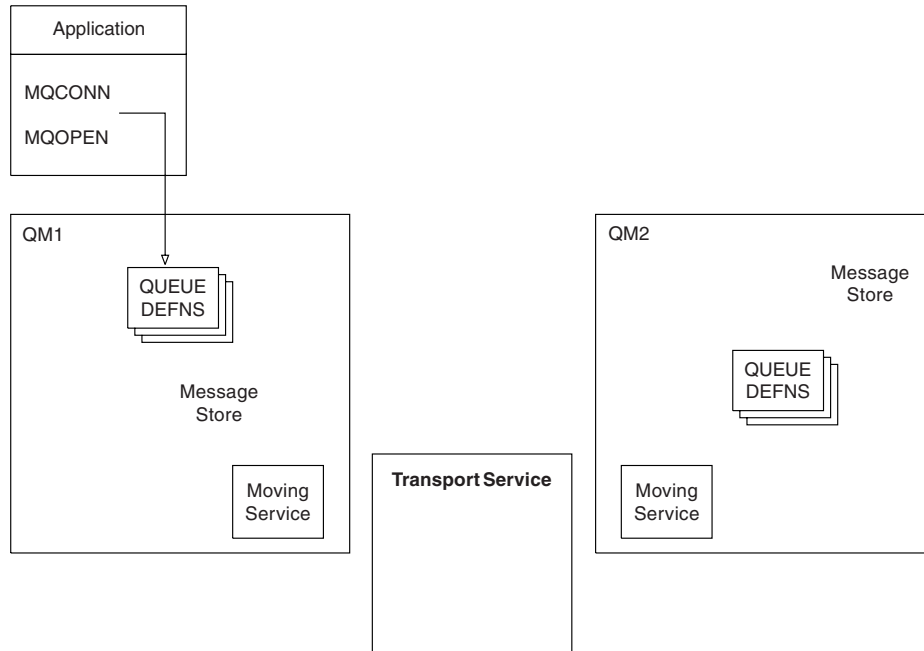 Application
MQCONN
MQOPEN
QM1
QUEUE
DEFNS
Message
Store
Moving
Service
Transport Service
QM2
Message
Store
QUEUE
DEFNS
Moving
Service